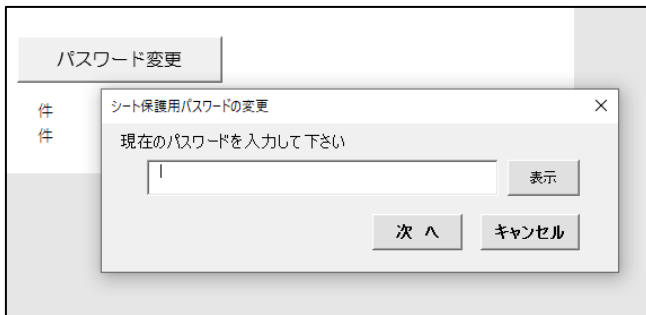 パスワード変更
件
件
シート保護用パスワードの変更
現在のパスワードを入力して下さい
表示
次 へ
キャンセル